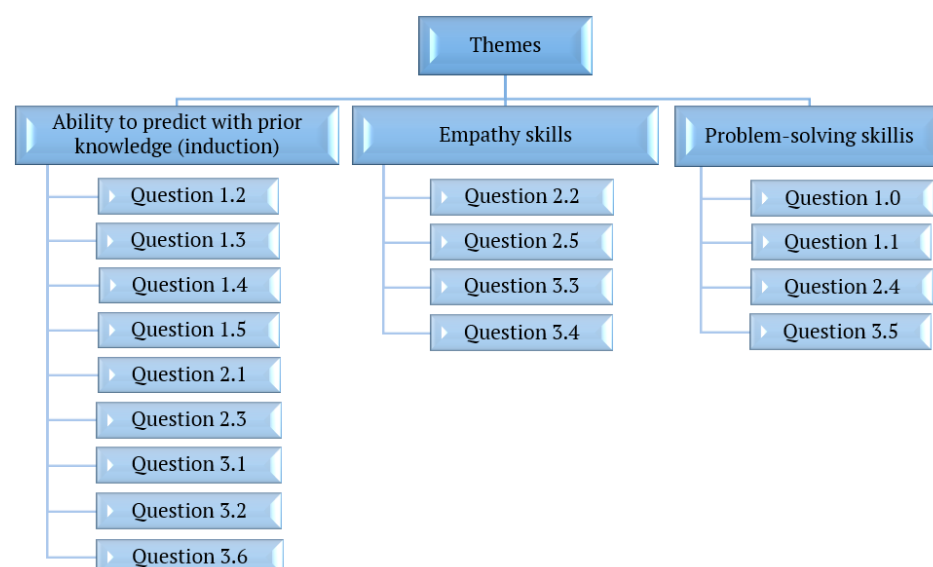 Themes
Ability to predict with prior
knowledge (induction)
Question 1.2
Question 1.3
Question 1.4
Question 1.5
Question 2.1
Question 2.3
Question 3.1
Question 3.2
Question 3.6
Empathy skills
Question 2.2
Question 2.5
Question 3.3
Question 3.4
Problem-solving skillis
Question 1.0
Question 1.1
Question 2.4
Question 3.5